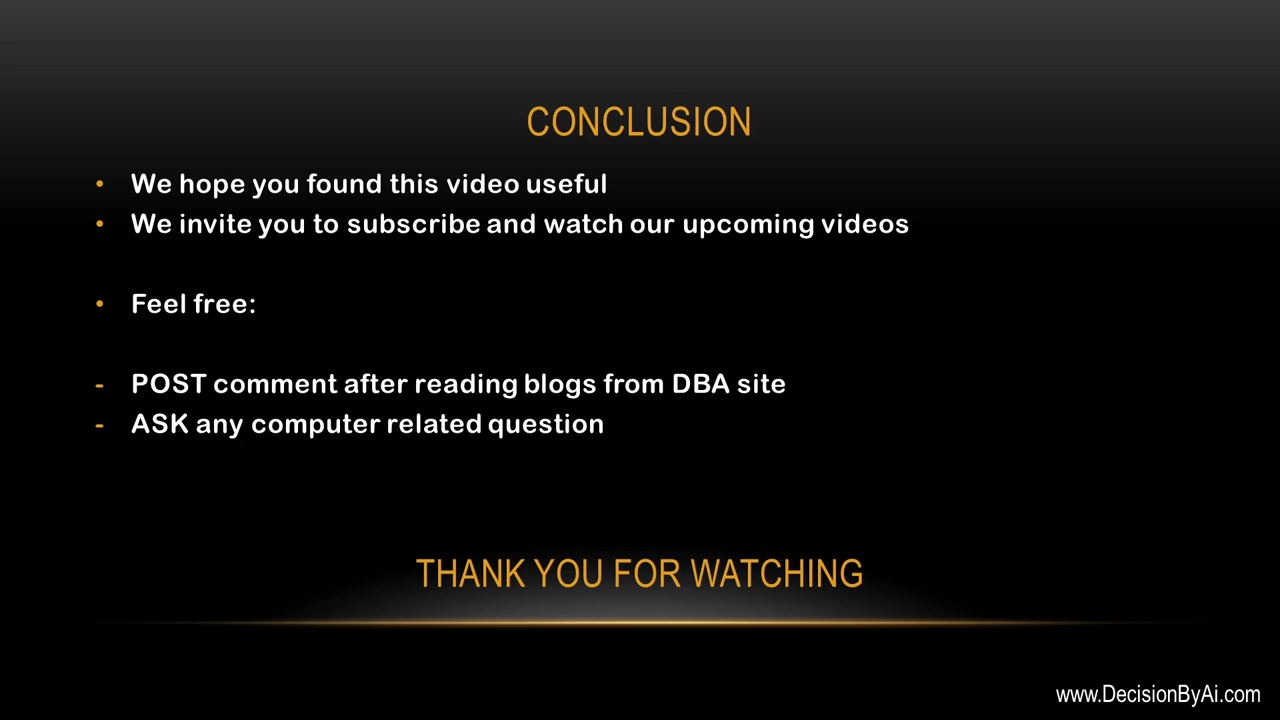 CONCLUSION
• We hope you found this video useful
• We invite you to subscribe and watch our upcoming videos
• Feel free:
- POST comment after reading blogs from DBA site
- ASK any computer related question
THANK YOU FOR WATCHING
www.DecisionByAi.com